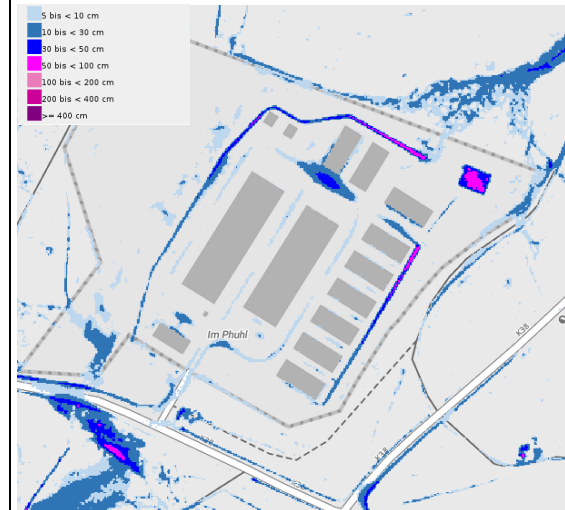 5 bis < 10 cm
10 bis < 30 cm
30 bis < 50 cm
50 bis < 100 cm
100 bis < 200 cm
200 bis < 400 cm
>= 400 cm
Im Pfuhl
K38
K38